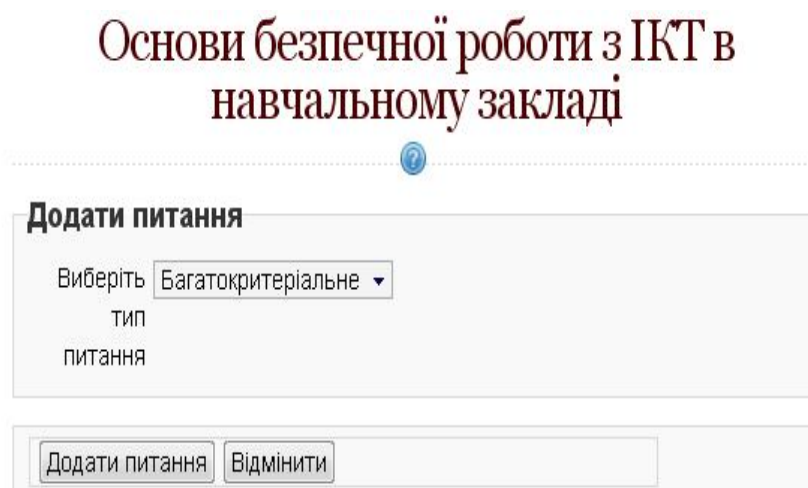 Основи безпечної роботи з ІКТ в
навчальному закладі
?
Додати питання
Виберіть Багатокритеріальне
тип
питання
Додати питання Відмінити